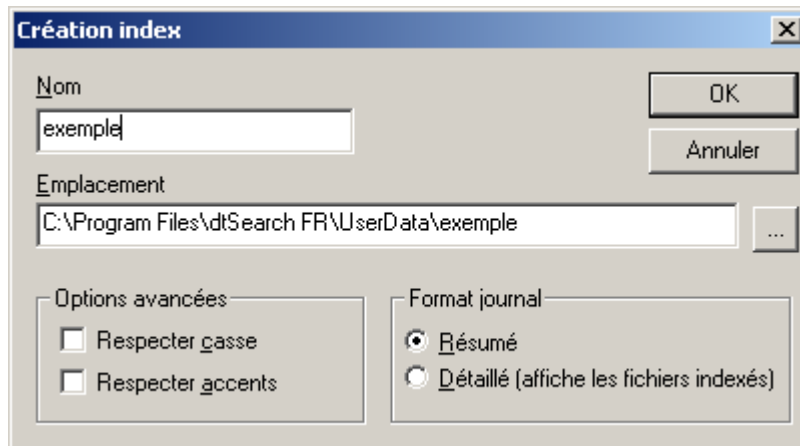 Création index
Nom
exemple
OK
Annuler
Emplacement
C:\Program Files\dtSearch FR\UserData\exemple
...
Options avancées
Respecter casse
Respecter accents
Format journal
Résumé
Détaillé (affiche les fichiers indexés)